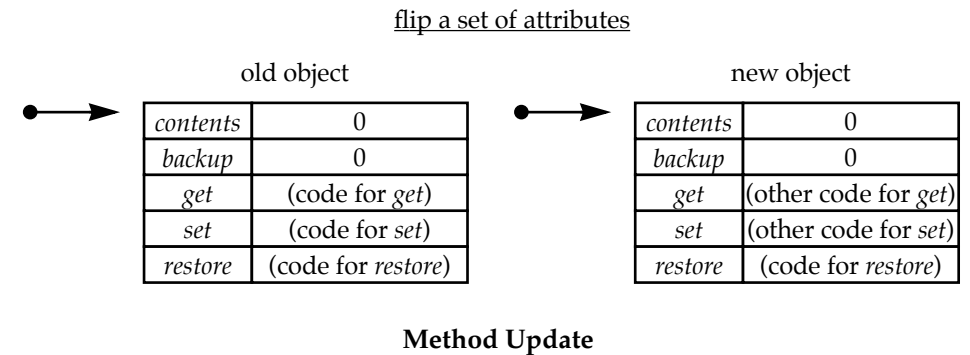 flip a set of attributes
old object
contents 0
backup 0
get (code for get)
set (code for set)
restore (code for restore)
new object
contents 0
backup 0
get (other code for get)
set (other code for set)
restore (code for restore)
Method Update